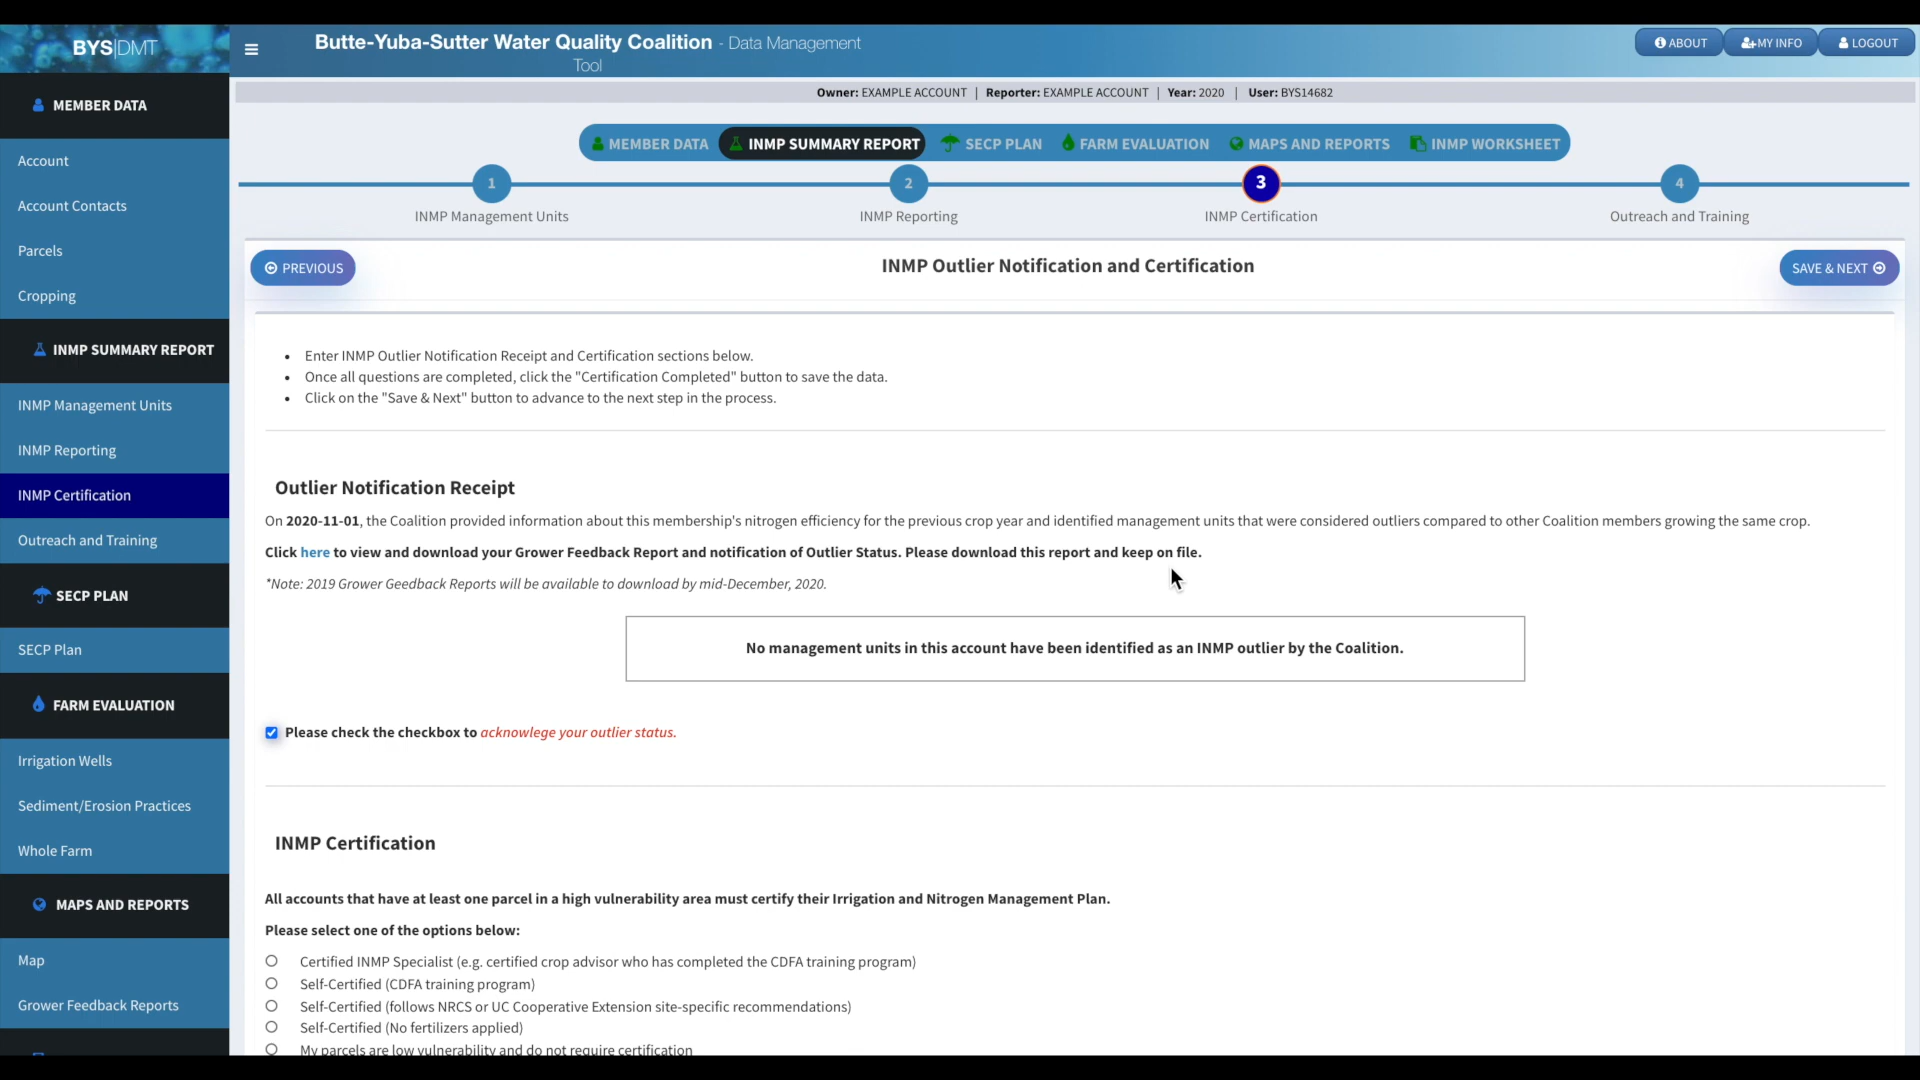 BYS|DMT
Butte-Yuba-Sutter Water Quality Coalition - Data Management
Tool
ABOUT
MY INFO
LOGOUT
Owner: EXAMPLE ACCOUNT | Reporter: EXAMPLE ACCOUNT | Year: 2020 | User: BYS14682
MEMBER DATA
INMP SUMMARY REPORT
SECP PLAN
FARM EVALUATION
MAPS AND REPORTS
INMP WORKSHEET
1
2
3
4
INMP Management Units
INMP Reporting
INMP Certification
Outreach and Training
MEMBER DATA
Account
Account Contacts
Parcels
Cropping
INMP SUMMARY REPORT
INMP Management Units
INMP Reporting
INMP Certification
Outreach and Training
SECP PLAN
SECP Plan
FARM EVALUATION
Irrigation Wells
Sediment/Erosion Practices
Whole Farm
MAPS AND REPORTS
Map
Grower Feedback Reports
PREVIOUS
INMP Outlier Notification and Certification
SAVE & NEXT
• Enter INMP Outlier Notification Receipt and Certification sections below.
• Once all questions are completed, click the "Certification Completed" button to save the data.
• Click on the "Save & Next" button to advance to the next step in the process.
Outlier Notification Receipt
On 2020-11-01, the Coalition provided information about this membership's nitrogen efficiency for the previous crop year and identified management units that were considered outliers compared to other Coalition members growing the same crop.
Click here to view and download your Grower Feedback Report and notification of Outlier Status. Please download this report and keep on file.
*Note: 2019 Grower Geedback Reports will be available to download by mid-December, 2020.
No management units in this account have been identified as an INMP outlier by the Coalition.
Please check the checkbox to acknowlege your outlier status.
INMP Certification
All accounts that have at least one parcel in a high vulnerability area must certify their Irrigation and Nitrogen Management Plan.
Please select one of the options below:
Certified INMP Specialist (e.g. certified crop advisor who has completed the CDFA training program)
Self-Certified (CDFA training program)
Self-Certified (follows NRCS or UC Cooperative Extension site-specific recommendations)
Self-Certified (No fertilizers applied)
My parcels are low vulnerability and do not require certification